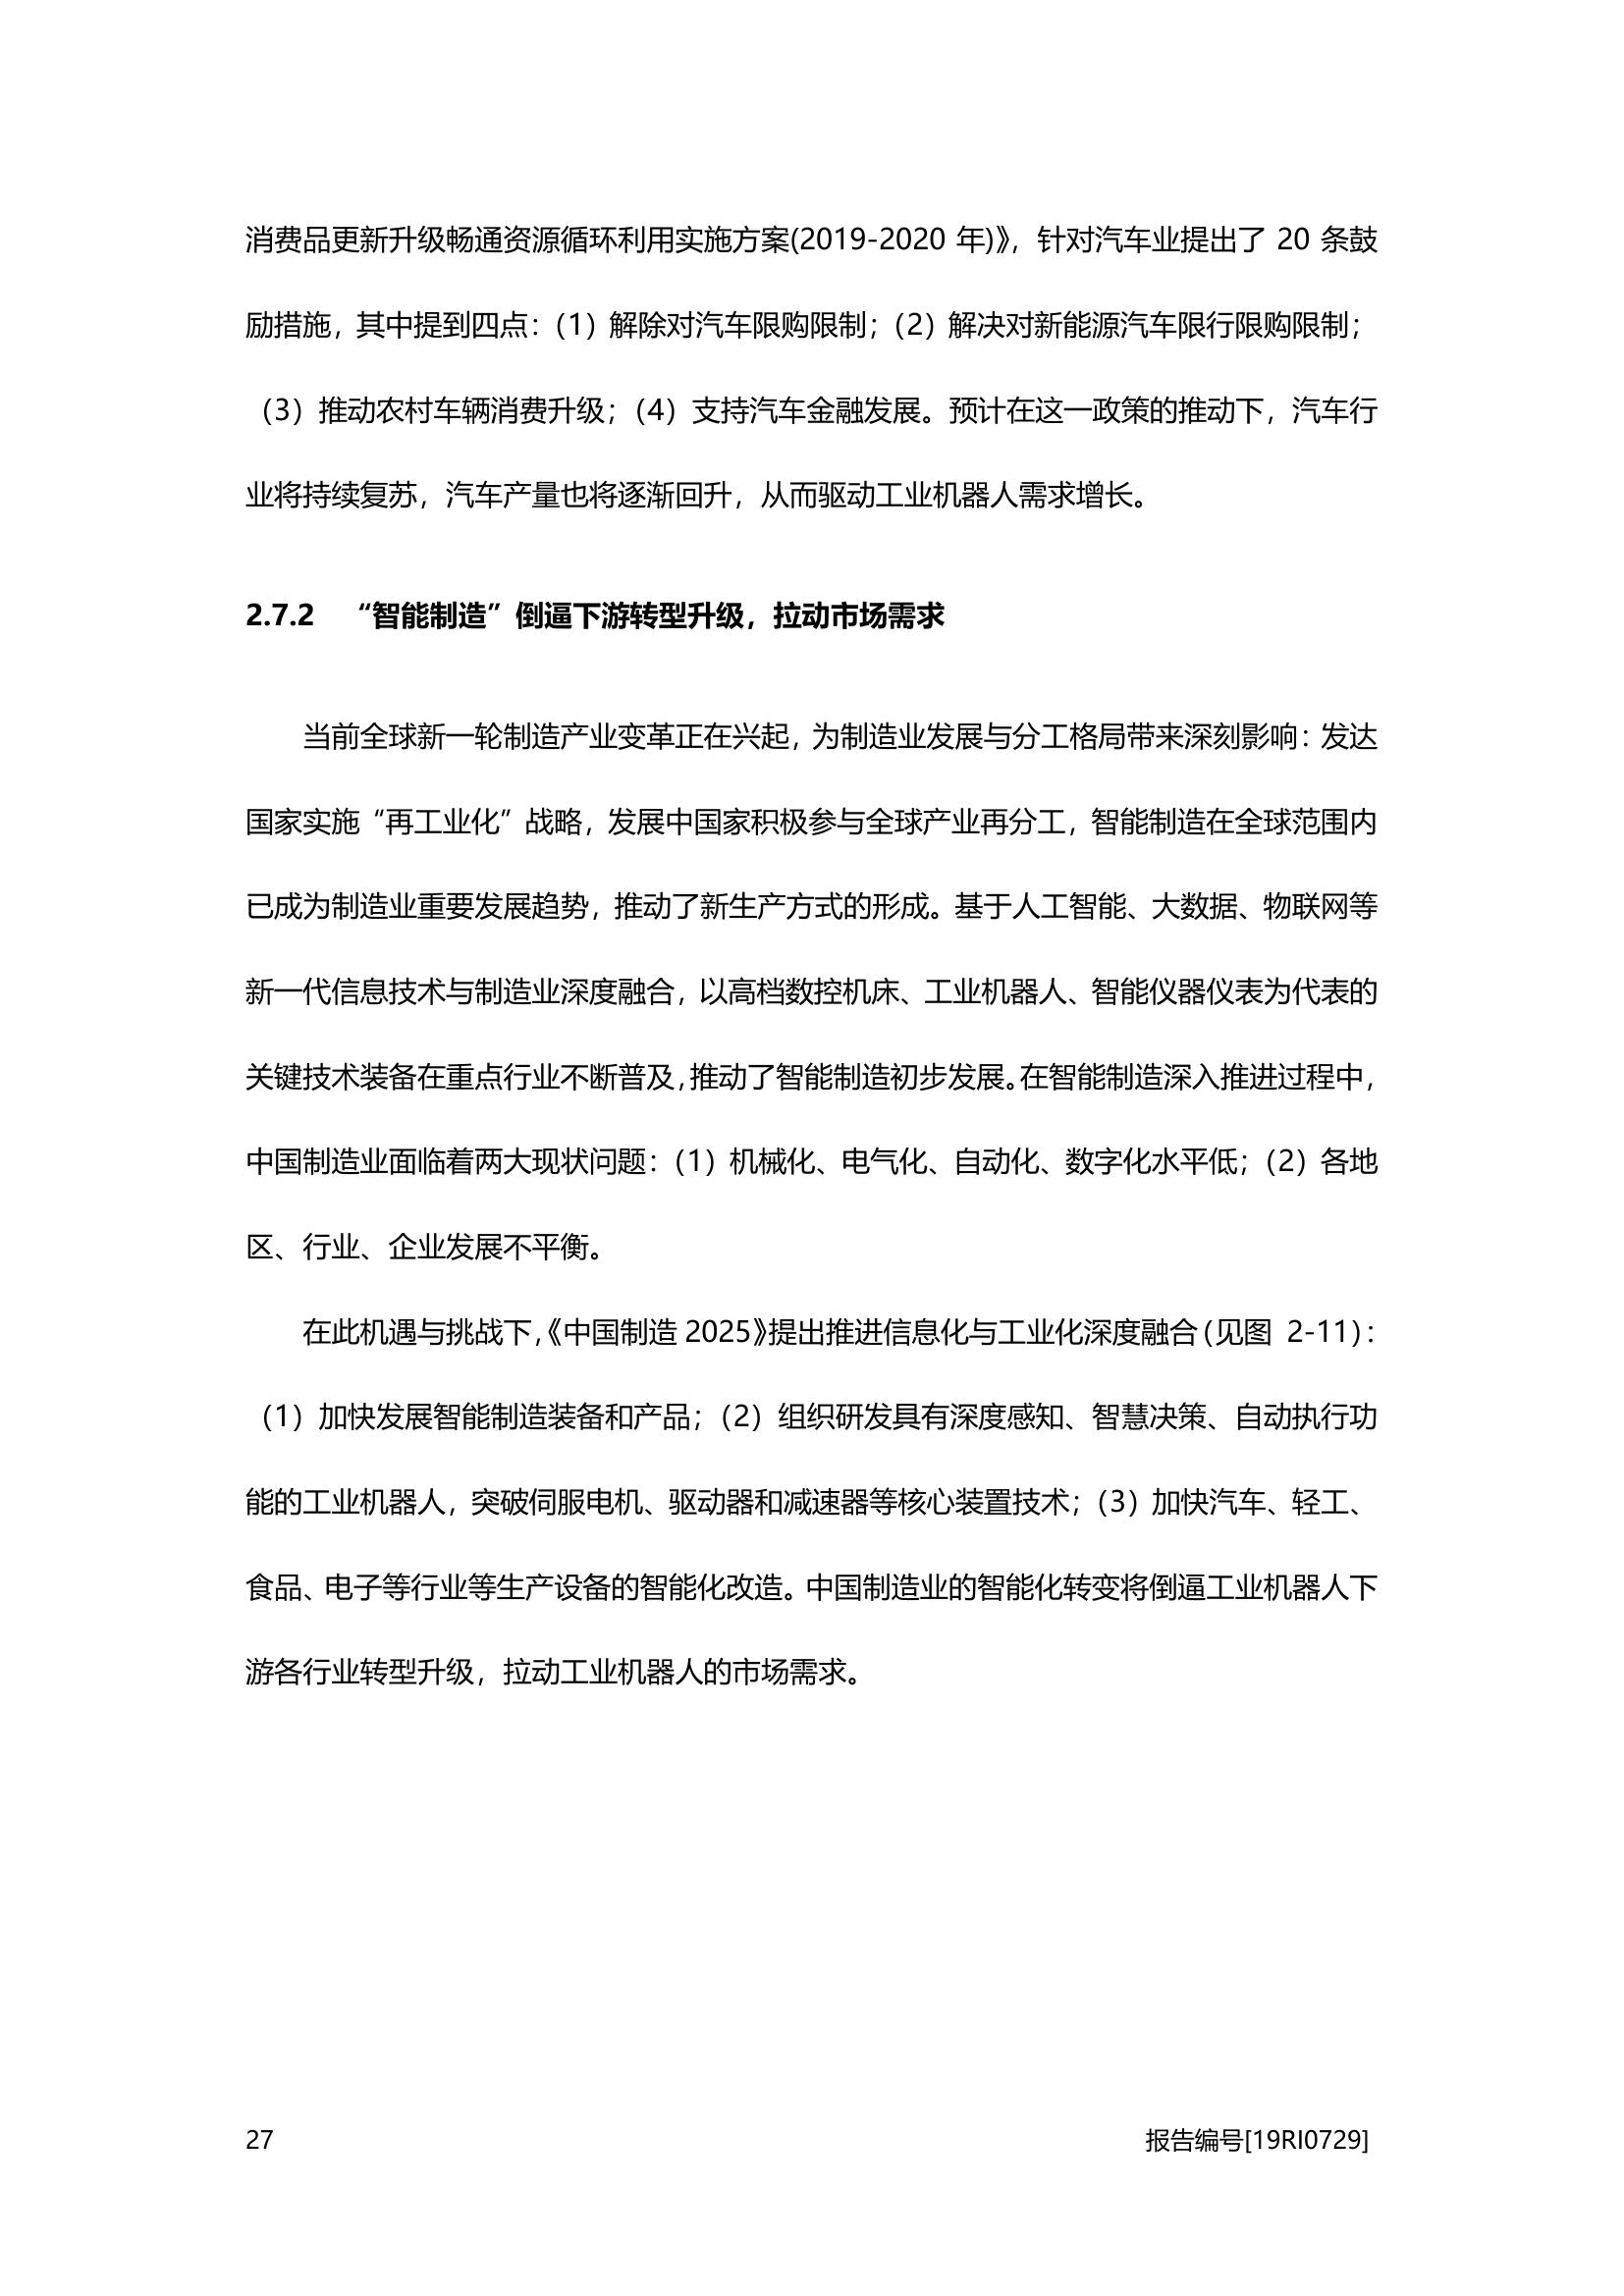 消费品更新升级畅通资源循环利用实施方案(2019-2020 年)》，针对汽车业提出了 20 条鼓
励措施，其中提到四点：（1）解除对汽车限购限制；（2）解决对新能源汽车限行限购限制；
（3）推动农村车辆消费升级；（4）支持汽车金融发展。预计在这一政策的推动下，汽车行
业将持续复苏，汽车产量也将逐渐回升，从而驱动工业机器人需求增长。
2.7.2 “智能制造”倒逼下游转型升级，拉动市场需求
当前全球新一轮制造产业变革正在兴起，为制造业发展与分工格局带来深刻影响：发达
国家实施“再工业化”战略，发展中国家积极参与全球产业再分工，智能制造在全球范围内
已成为制造业重要发展趋势，推动了新生产方式的形成。基于人工智能、大数据、物联网等
新一代信息技术与制造业深度融合，以高档数控机床、工业机器人、智能仪器仪表为代表的
关键技术装备在重点行业不断普及，推动了智能制造初步发展。在智能制造深入推进过程中，
中国制造业面临着两大现状问题：（1）机械化、电气化、自动化、数字化水平低；（2）各地
区、行业、企业发展不平衡。
在此机遇与挑战下，《中国制造 2025》提出推进信息化与工业化深度融合（见图 2-11）：
（1）加快发展智能制造装备和产品；（2）组织研发具有深度感知、智慧决策、自动执行功
能的工业机器人，突破伺服电机、驱动器和减速器等核心装置技术；（3）加快汽车、轻工、
食品、电子等行业等生产设备的智能化改造。中国制造业的智能化转变将倒逼工业机器人下
游各行业转型升级，拉动工业机器人的市场需求。
27 报告编号[19RI0729]